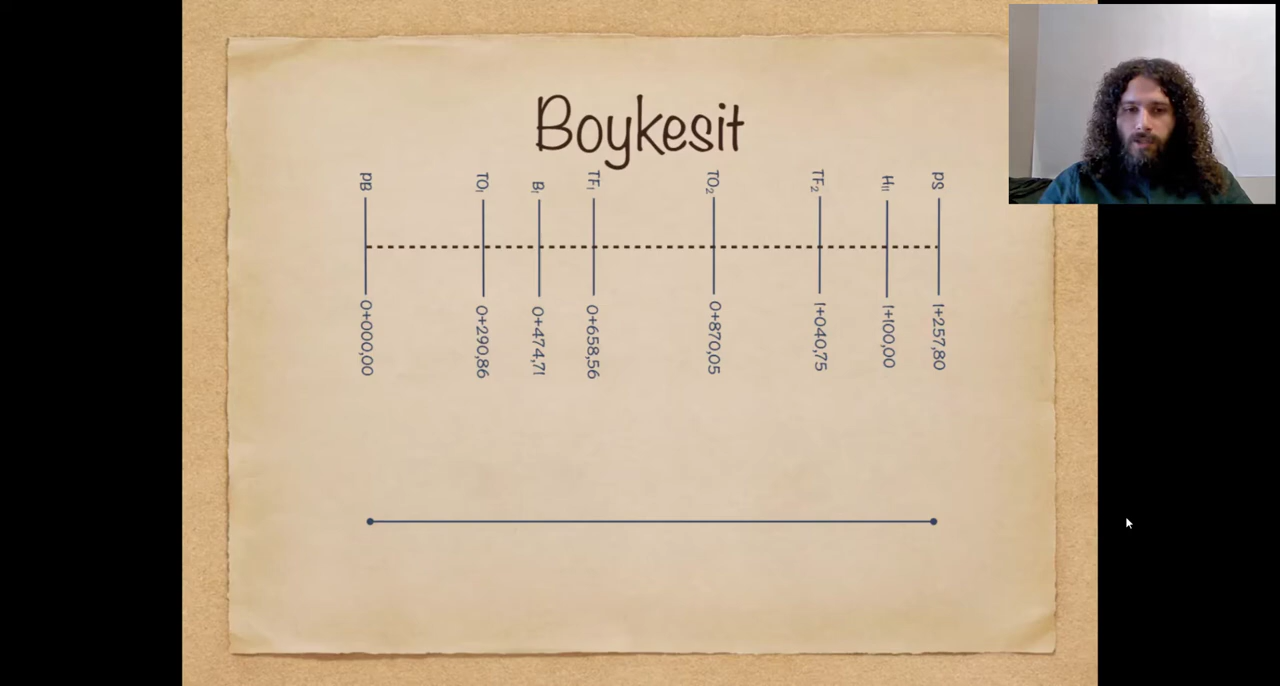 Boykesit
PB
TO1
B1
TF1
TO2
TF2
H11
PS
0+000,00
0+290,86
0+474,71
0+658,56
0+870,05
1+040,75
1+100,00
1+257,80